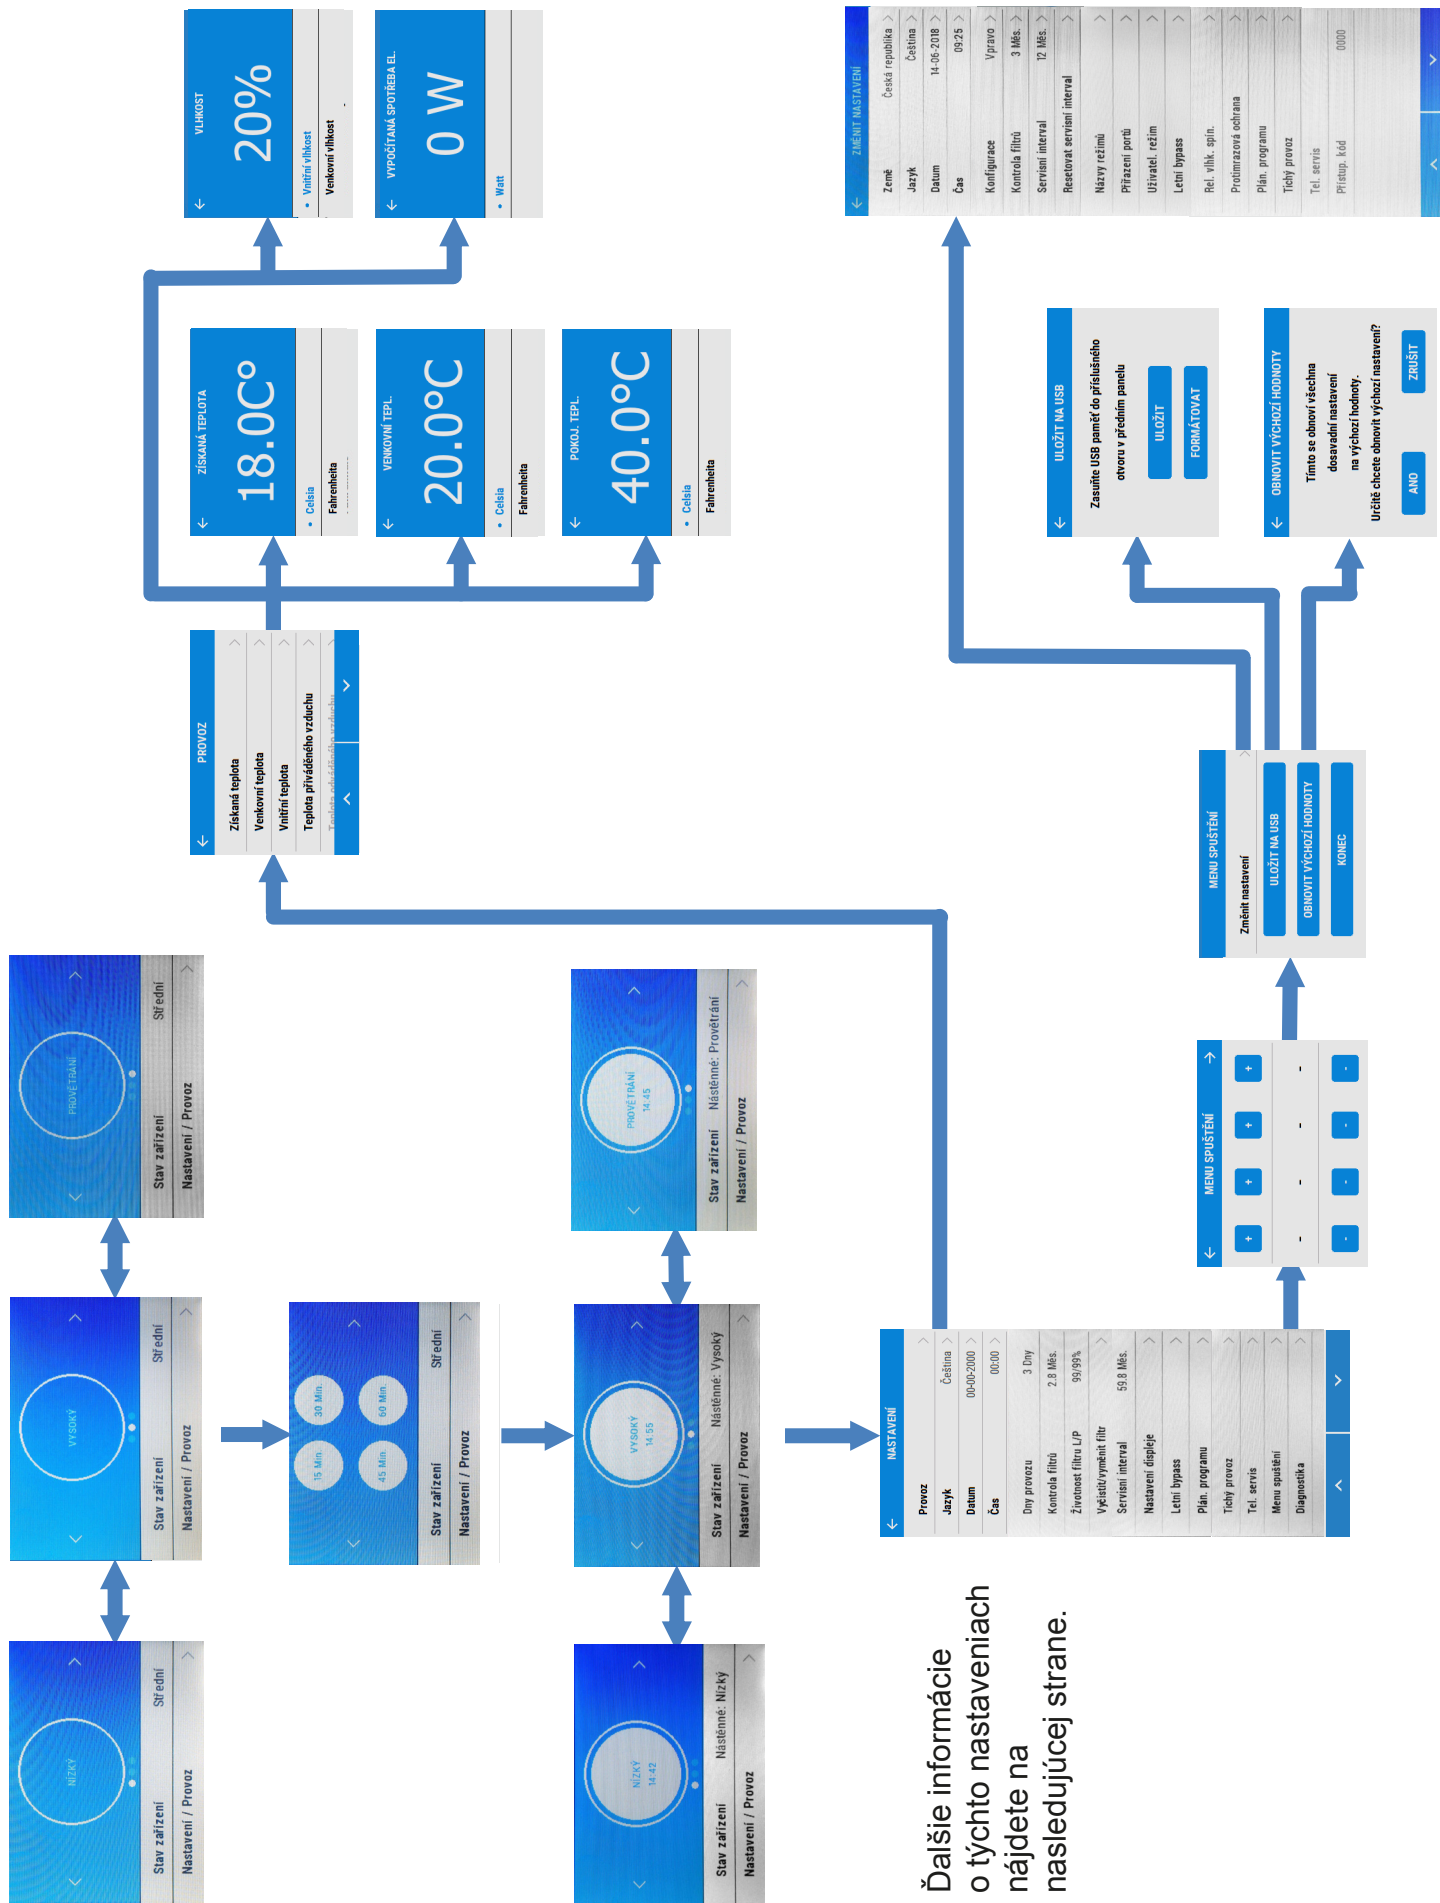 NÍZKÝ
Stav zařízení Střední
Nastavení / Provoz
VYSOKÝ
Stav zařízení Střední
Nastavení / Provoz
PROVĚTRÁNÍ
Stav zařízení Střední
Nastavení / Provoz
15 Min. 30 Min.
45 Min. 60 Min.
Stav zařízení Střední
Nastavení / Provoz
NÍZKÝ
14:42
Stav zařízení Nástěnné: Nízký
Nastavení / Provoz
VYSOKÝ
14:55
Stav zařízení Nástěnné: Vysoký
Nastavení / Provoz
PROVĚTRÁNÍ
14:45
Stav zařízení Nástěnné: Provětrání
Nastavení / Provoz
Ďalšie informácie
o týchto nastaveniach
nájdete na
nasledujúcej strane.
NASTAVENÍ
Provoz
Jazyk Čeština
Datum 00-00-2000
Čas 00:00
Dny provozu 3 Dny
Kontrola filtrů 2.8 Měs.
Životnost filtru L/P 99/99%
Vyčistit/vyměnit filtr
Servisní interval 59.8 Měs.
Nastavení displeje
Letní bypass
Plán. programu
Tichý provoz
Tel. servis
Menu spuštění
Diagnostika
PROVOZ
Získaná teplota
Venkovní teplota
Vnitřní teplota
Teplota přiváděného vzduchu
Teplota odváděného vzduchu
ZÍSKANÁ TEPLOTA
18.0C°
• Celsia
Fahrenheita
VENKOVNÍ TEPL.
20.0°C
• Celsia
Fahrenheita
POKOJ. TEPL.
40.0°C
• Celsia
Fahrenheita
VLHKOST
20%
• Vnitřní vlhkost
Venkovní vlhkost
VYPOČÍTANÁ SPOTŘEBA EL.
0 W
• Watt
MENU SPUŠTĚNÍ
+ + + +
- - - -
- - - -
MENU SPUŠTĚNÍ
Změnit nastavení
ULOŽIT NA USB
OBNOVIT VÝCHOZÍ HODNOTY
KONEC
ULOŽIT NA USB
Zasuňte USB paměť do příslušného
otvoru v předním panelu
ULOŽIT
FORMÁTOVAT
OBNOVIT VÝCHOZÍ HODNOTY
Tímto se obnoví všechna
dosavadní nastavení
na výchozí hodnoty.
Určitě chcete obnovit výchozí nastavení?
ANO ZRUŠIT
ZMĚNIT NASTAVENÍ
Země Česká republika
Jazyk Čeština
Datum 14-06-2018
Čas 09:25
Konfigurace Vpravo
Kontrola filtrů 3 Měs.
Servisní interval 12 Měs.
Resetovat servisní interval
Názvy režimů
Přiřazení portů
Uživatel. režim
Letní bypass
Rel. vlhk. spín.
Protimrazová ochrana
Plán. programu
Tichý provoz
Tel. servis
Přístup. kód 0000